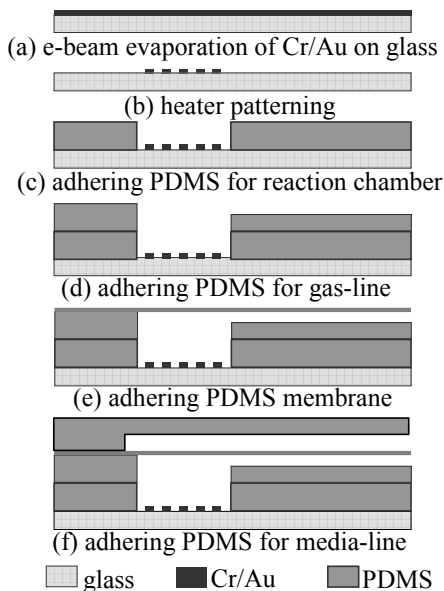 (a) e-beam evaporation of Cr/Au on glass
(b) heater patterning
(c) adhering PDMS for reaction chamber
(d) adhering PDMS for gas-line
(e) adhering PDMS membrane
(f) adhering PDMS for media-line
glass Cr/Au PDMS